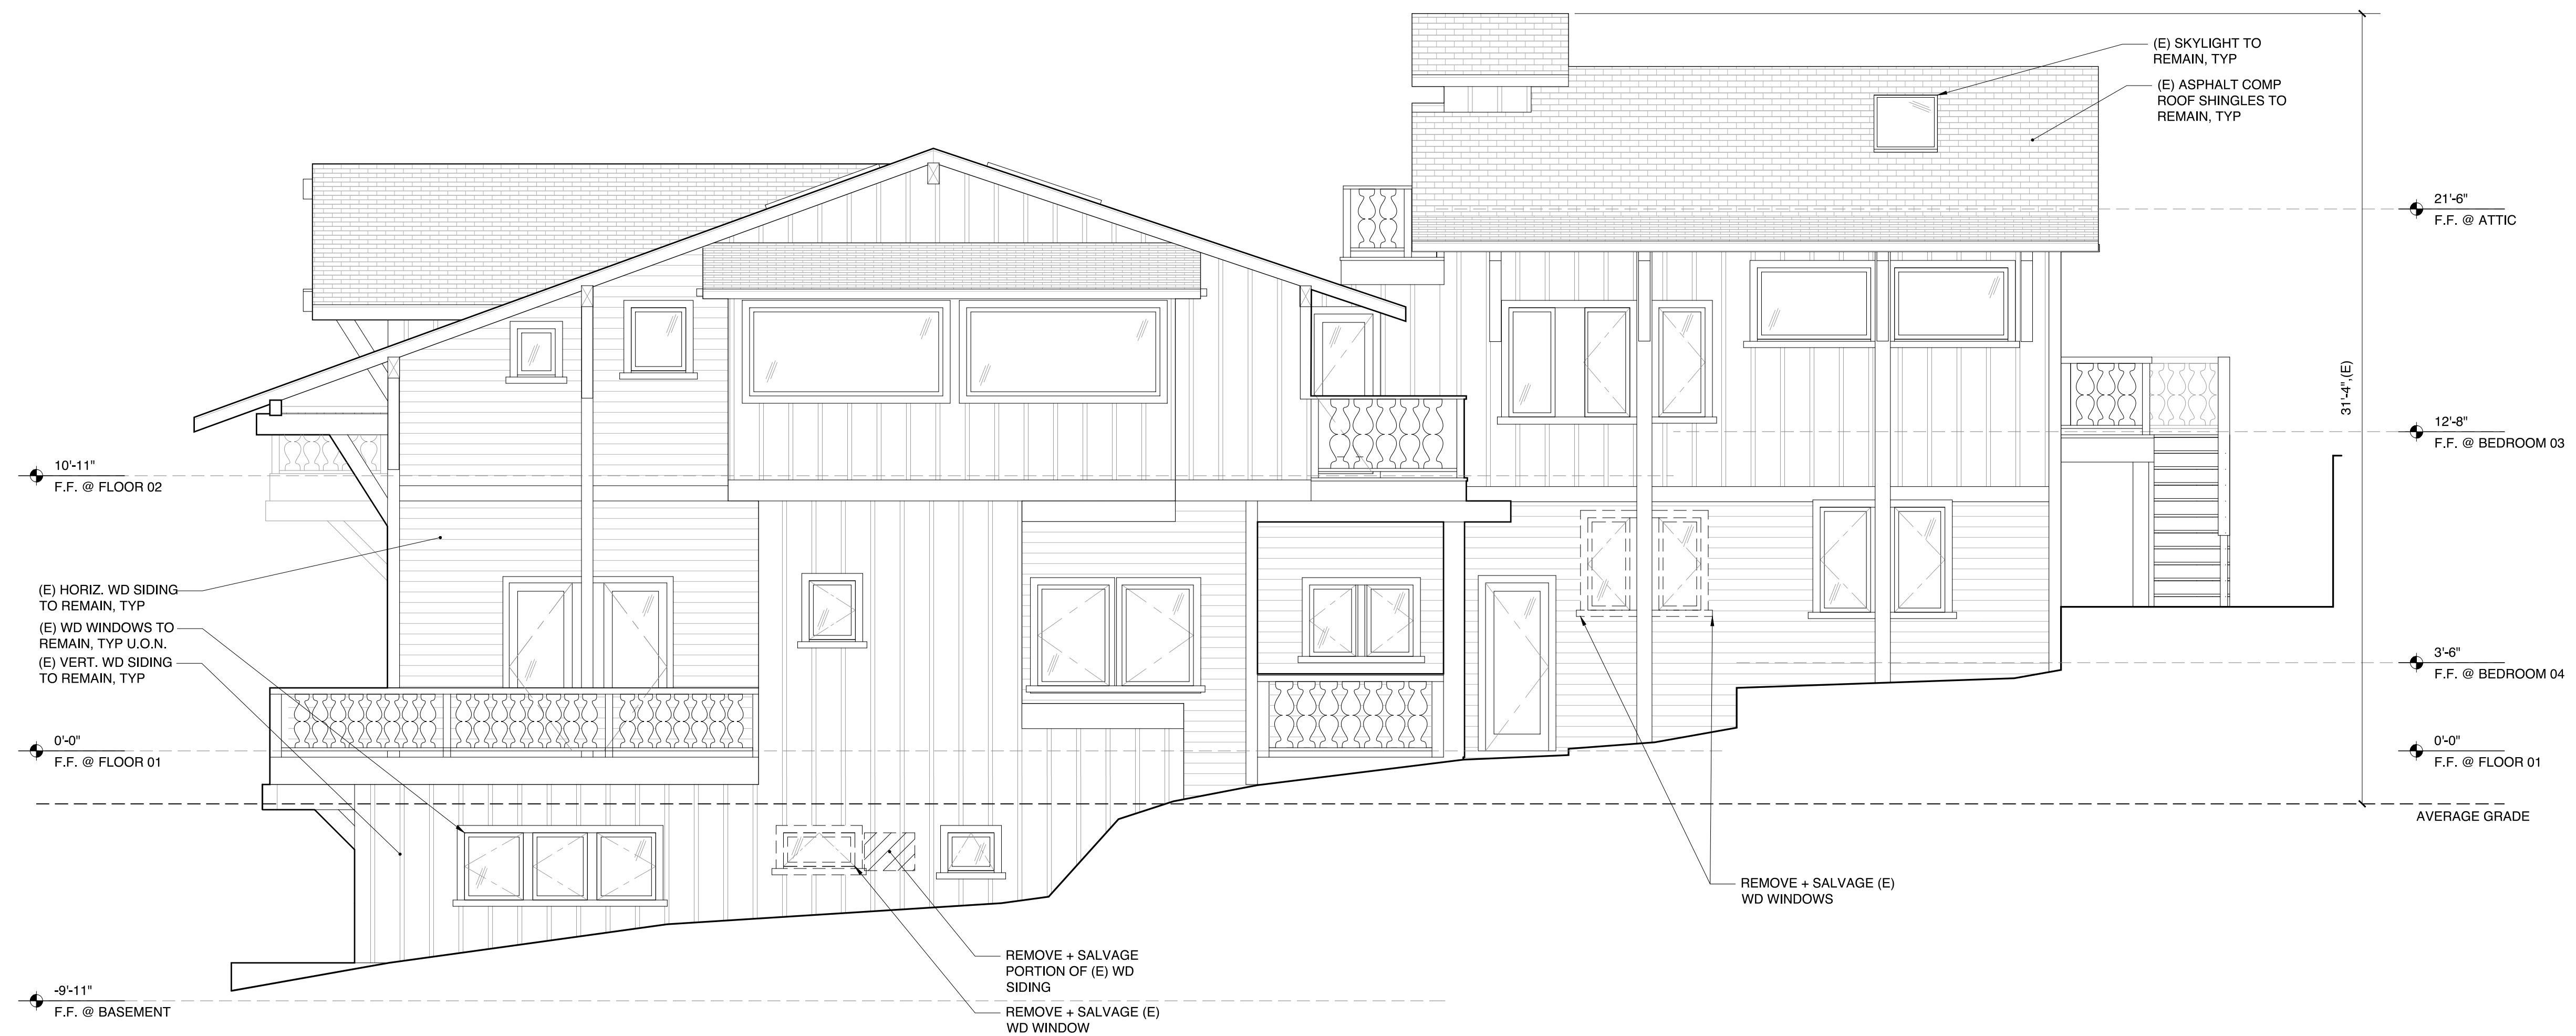 (E) SKYLIGHT TO
REMAIN, TYP
(E) ASPHALT COMP
ROOF SHINGLES TO
REMAIN, TYP
21'-6"
F.F. @ ATTIC
31'-4",(E)
12'-8"
F.F. @ BEDROOM 03
10'-11"
F.F. @ FLOOR 02
(E) HORIZ. WD SIDING
TO REMAIN, TYP
(E) WD WINDOWS TO
REMAIN, TYP U.O.N.
(E) VERT. WD SIDING
TO REMAIN, TYP
3'-6"
F.F. @ BEDROOM 04
0'-0"
F.F. @ FLOOR 01
0'-0"
F.F. @ FLOOR 01
AVERAGE GRADE
REMOVE + SALVAGE (E)
WD WINDOWS
REMOVE + SALVAGE
PORTION OF (E) WD
SIDING
REMOVE + SALVAGE (E)
WD WINDOW
-9'-11"
F.F. @ BASEMENT